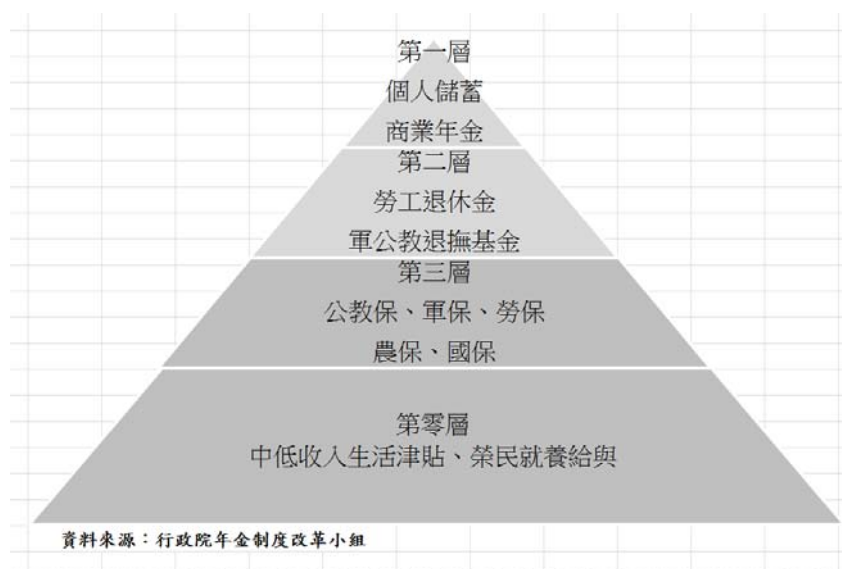 第一層
個人儲蓄
商業年金
第二層
勞工退休金
軍公教退撫基金
第三層
公教保、軍保、勞保
農保、國保
第零層
中低收入生活津貼、榮民就養給與
資料來源：行政院年金制度改革小組